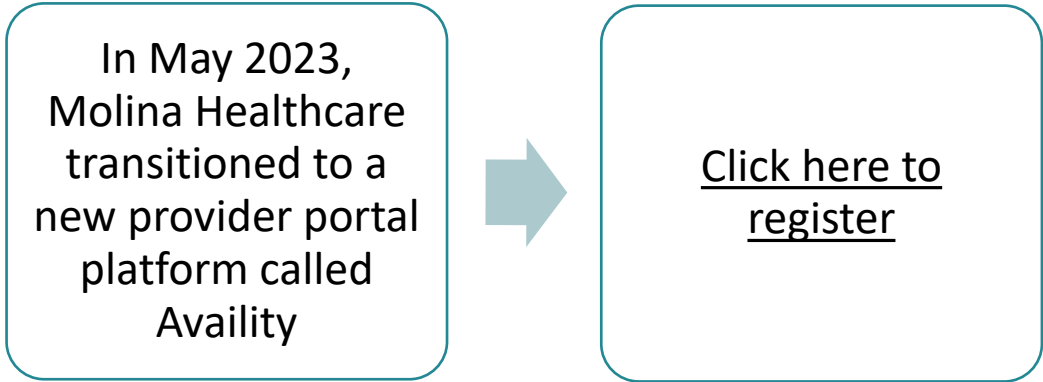 In May 2023,
Molina Healthcare
transitioned to a
new provider portal
platform called
Availity
Click here to
register